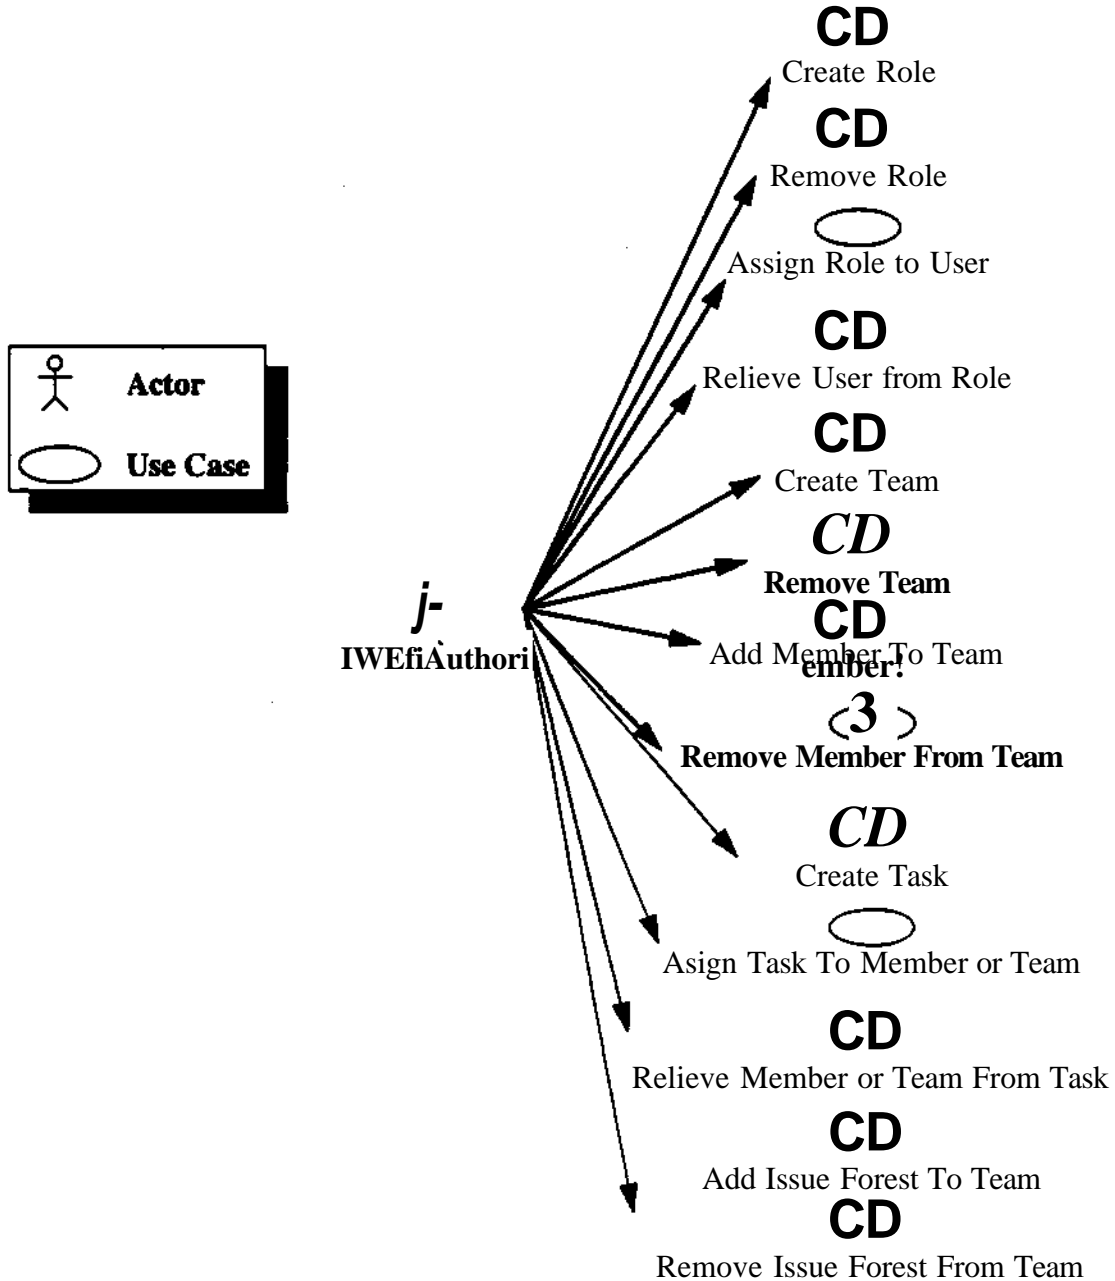 CD
Create Role
CD
Remove Role
Assign Role to User
CD
Relieve User from Role
Actor
Use Case
CD
Create Team
CD
Remove Team
j-
IWEfiAuthori
CD
Add Member To Team
ember!
3
Remove Member From Team
CD
Create Task
Asign Task To Member or Team
CD
Relieve Member or Team From Task
CD
Add Issue Forest To Team
CD
Remove Issue Forest From Team